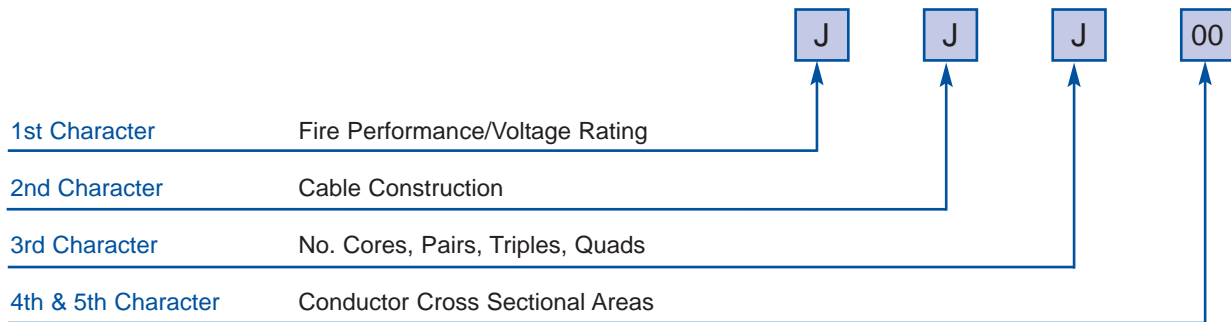 J J J 00
1st Character Fire Performance/Voltage Rating
2nd Character Cable Construction
3rd Character No. Cores, Pairs, Triples, Quads
4th & 5th Character Conductor Cross Sectional Areas